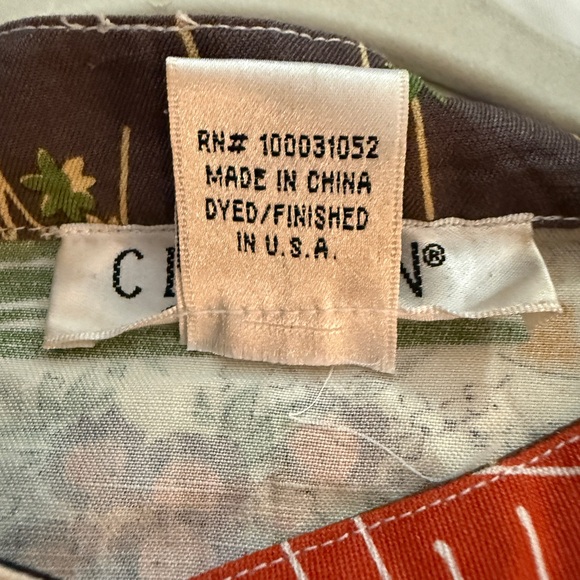 RN# 100031052
MADE IN CHINA
DYED/FINISHED
IN U.S.A.